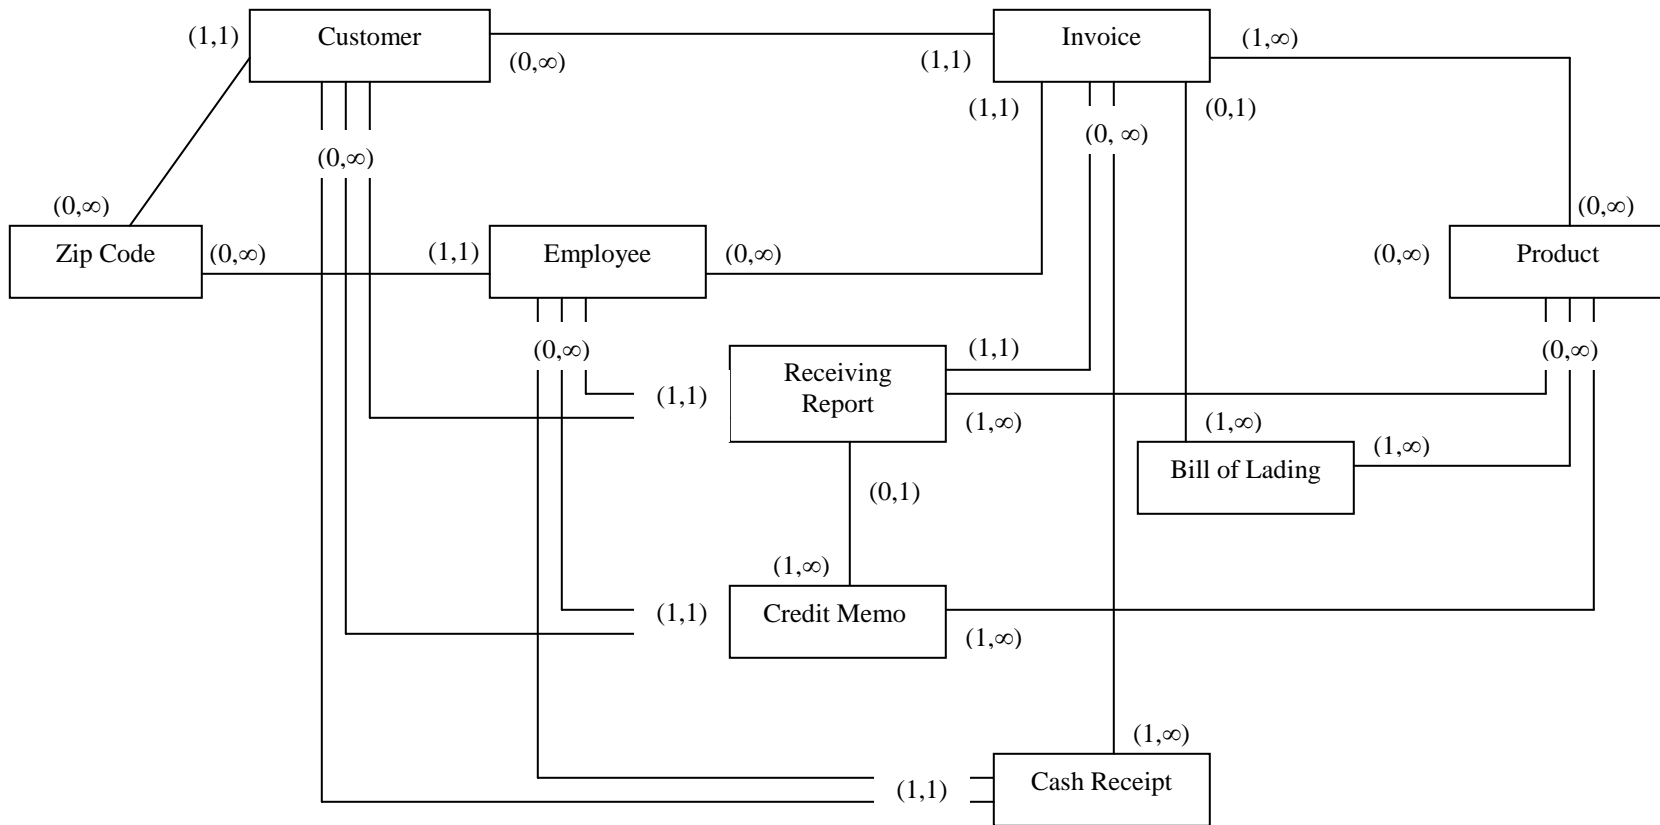 Customer
Invoice
(1,1)
(1,∞)
(0,∞)
(1,1)
(1,1)
(0,1)
(0, ∞)
(0,∞)
(0,∞)
(0,∞)
Zip Code
(0,∞)
(1,1)
Employee
(0,∞)
(0,∞)
Product
(0,∞)
(1,1)
(0,∞)
Receiving
Report
(1,1)
(1,∞)
(1,∞)
(1,∞)
Bill of Lading
(0,1)
(1,∞)
(1,1)
Credit Memo
(1,∞)
(1,∞)
(1,1)
Cash Receipt